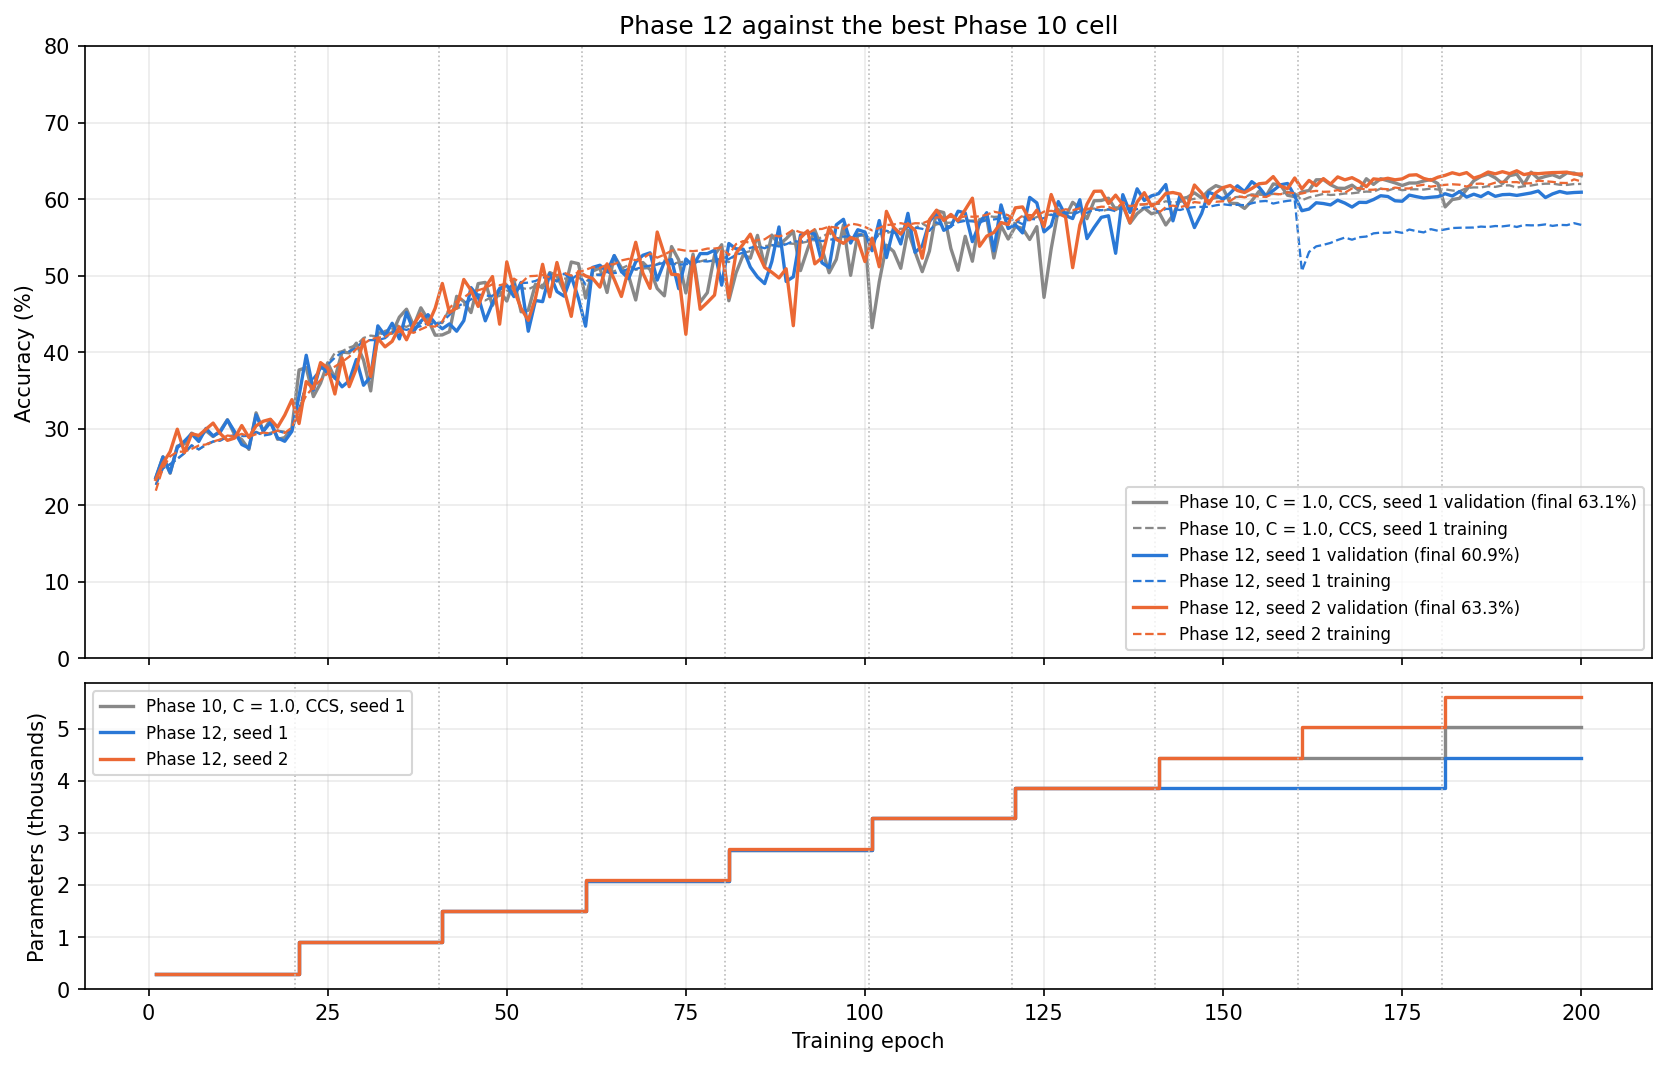 Phase 12 against the best Phase 10 cell
80
70
60
50
40
30
20
10
0
Accuracy (%)
Phase 10, C = 1.0, CCS, seed 1 validation (final 63.1%)
Phase 10, C = 1.0, CCS, seed 1 training
Phase 12, seed 1 validation (final 60.9%)
Phase 12, seed 1 training
Phase 12, seed 2 validation (final 63.3%)
Phase 12, seed 2 training
Phase 10, C = 1.0, CCS, seed 1
Phase 12, seed 1
Phase 12, seed 2
5
4
3
2
1
0
Parameters (thousands)
0 25 50 75 100 125 150 175 200
Training epoch